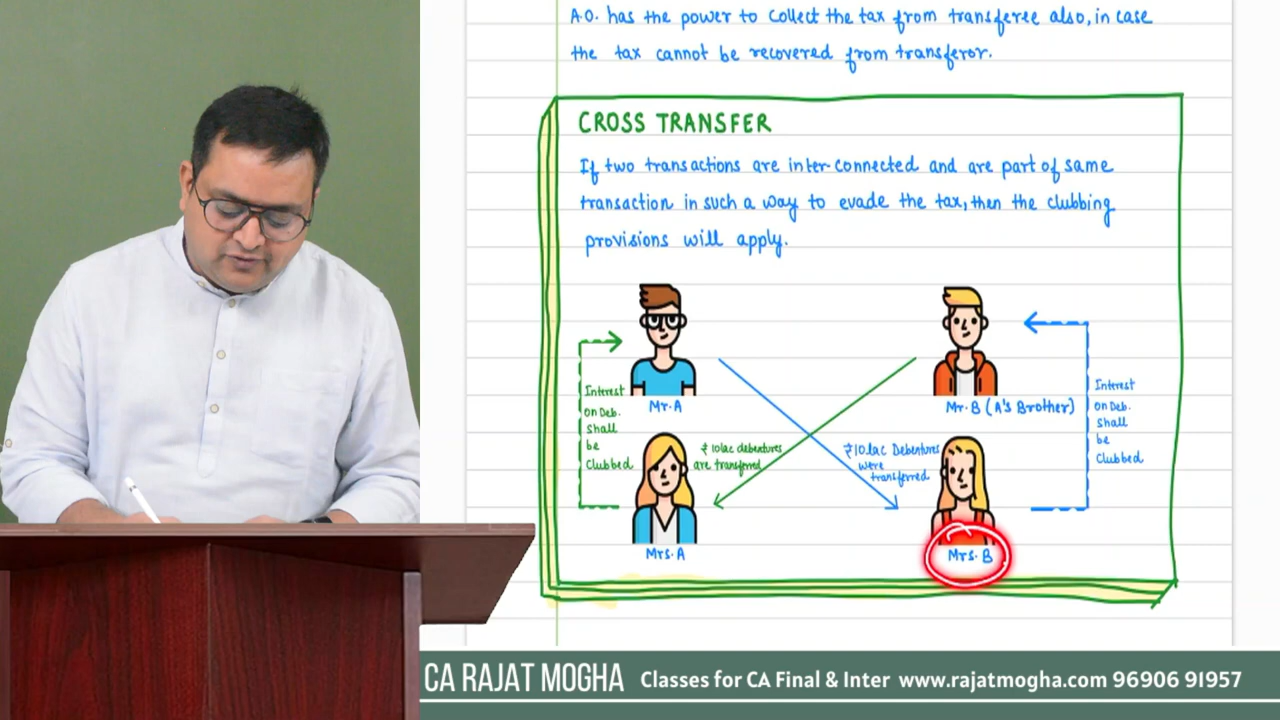 A.O. has the power to collect the tax from transferee also, in case
the tax cannot be recovered from transferor.
CROSS TRANSFER
If two transactions are inter-connected and are part of same
transaction in such a way to evade the tax, then the clubbing
provisions will apply.
Mr. A
Mr. B (A's Brother)
Interest
on Deb.
shall
be
Clubbed
₹ 10 lac debentures
are transferred
₹10 lac Debentures
were
transferred
Interest
on Deb.
shall
be
Clubbed
Mrs. A
Mrs. B
CA RAJAT MOGHA Classes for CA Final & Inter www.rajatmogha.com 96906 91957